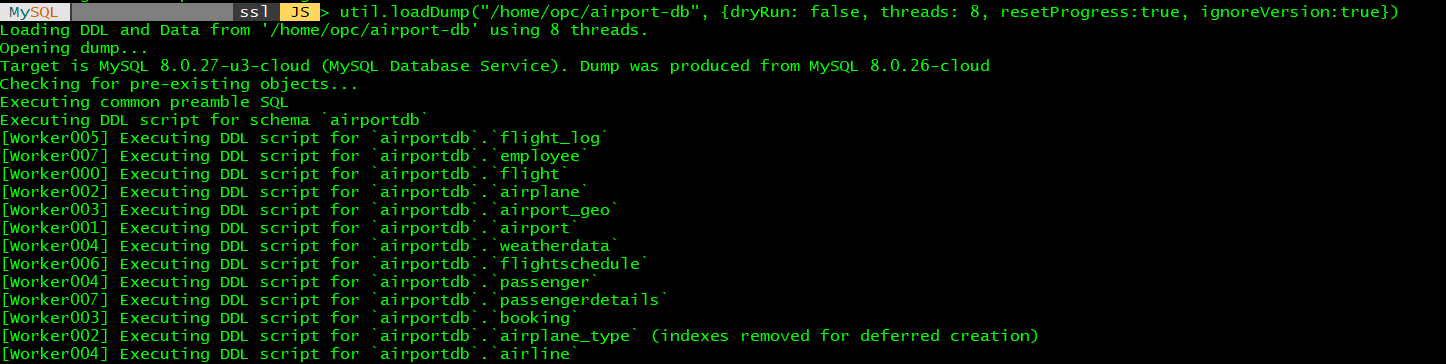 MySQL ssl JS > util.loadDump("/home/opc/airport-db", {dryRun: false, threads: 8, resetProgress:true, ignoreVersion:true})
Loading DDL and Data from '/home/opc/airport-db' using 8 threads.
Opening dump...
Target is MySQL 8.0.27-u3-cloud (MySQL Database Service). Dump was produced from MySQL 8.0.26-cloud
Checking for pre-existing objects...
Executing common preamble SQL
Executing DDL script for schema `airportdb`
[Worker005] Executing DDL script for `airportdb`.`flight_log`
[Worker007] Executing DDL script for `airportdb`.`employee`
[Worker000] Executing DDL script for `airportdb`.`flight`
[Worker002] Executing DDL script for `airportdb`.`airplane`
[Worker003] Executing DDL script for `airportdb`.`airport_geo`
[Worker001] Executing DDL script for `airportdb`.`airport`
[Worker004] Executing DDL script for `airportdb`.`weatherdata`
[Worker006] Executing DDL script for `airportdb`.`flightschedule`
[Worker004] Executing DDL script for `airportdb`.`passenger`
[Worker007] Executing DDL script for `airportdb`.`passengerdetails`
[Worker003] Executing DDL script for `airportdb`.`booking`
[Worker002] Executing DDL script for `airportdb`.`airplane_type` (indexes removed for deferred creation)
[Worker004] Executing DDL script for `airportdb`.`airline`